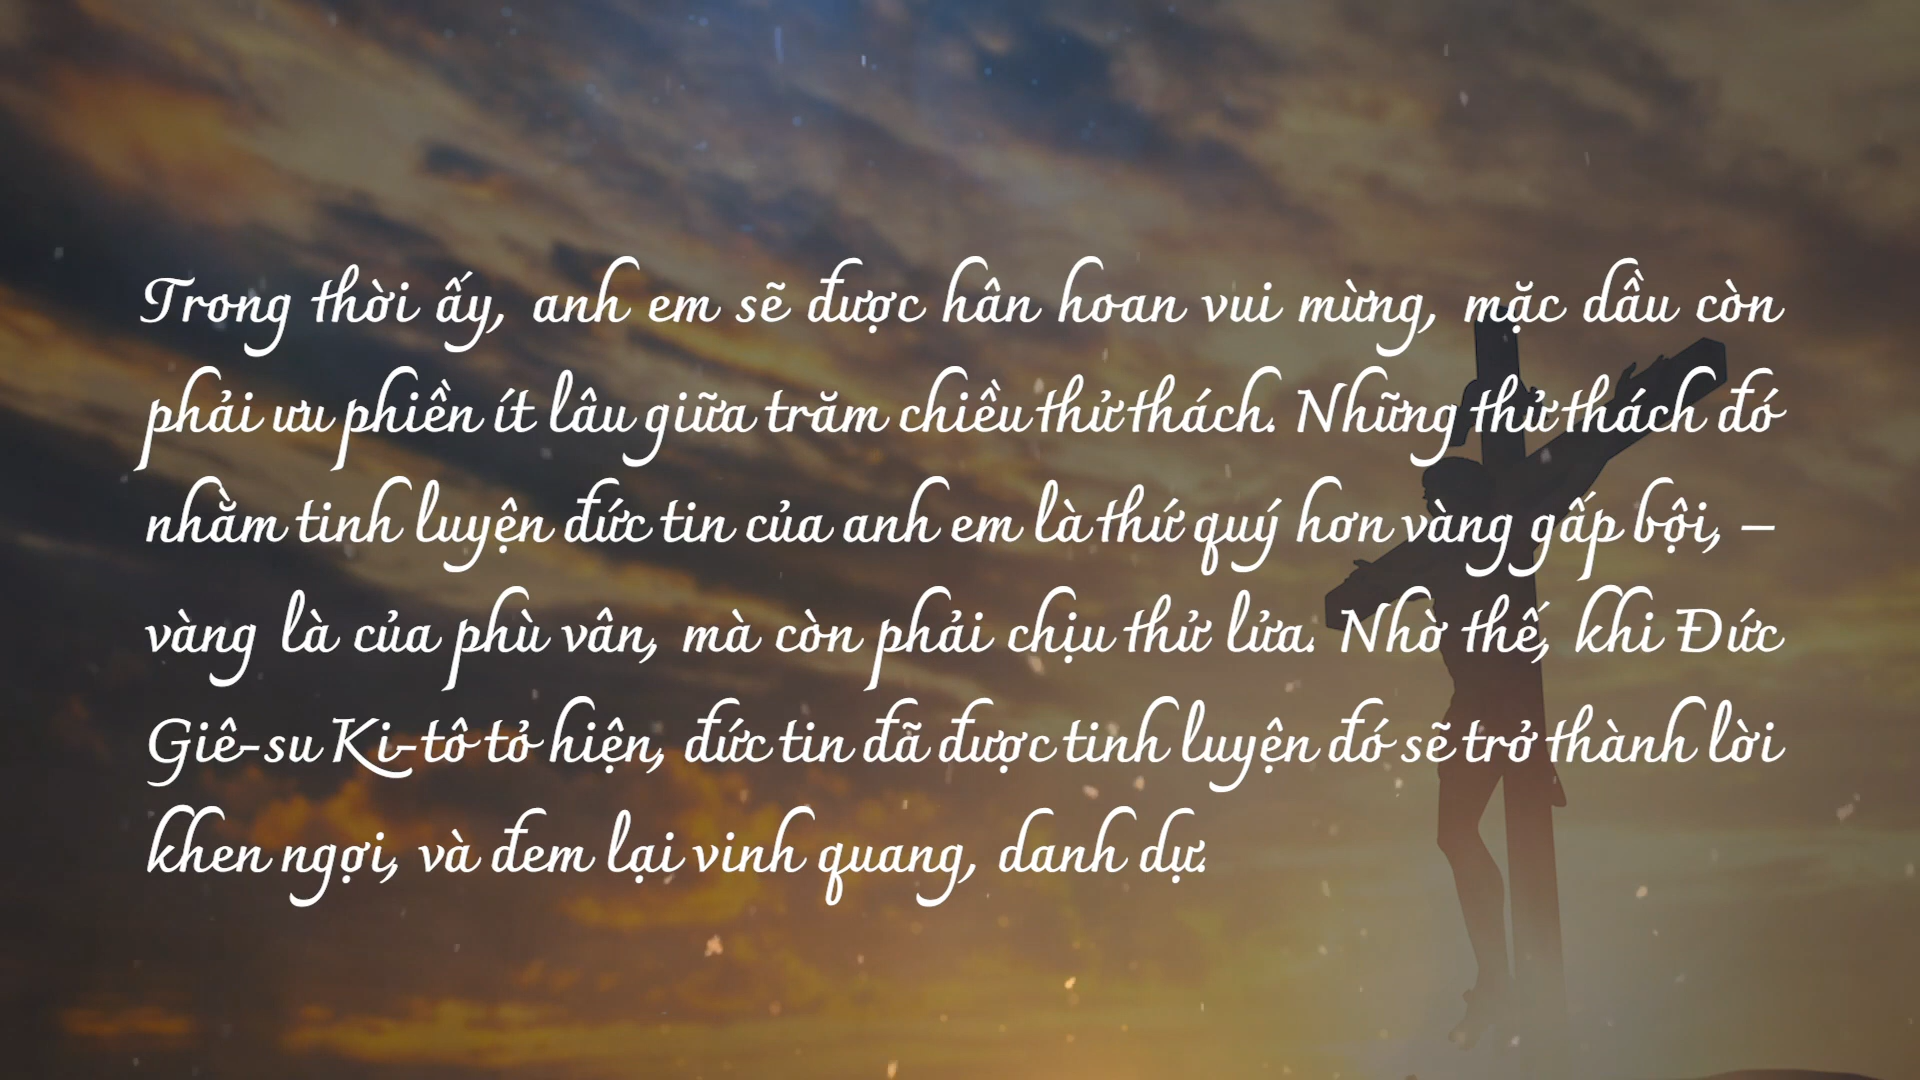 Trong thời ấy, anh em sẽ được hân hoan vui mừng, mặc dầu còn
phải ưu phiền ít lâu giữa trăm chiều thử thách. Những thử thách đó
nhằm tinh luyện đức tin của anh em là thứ quý hơn vàng gấp bội, –
vàng là của phù vân, mà còn phải chịu thử lửa. Nhờ thế, khi Đức
Giê-su Ki-tô tỏ hiện, đức tin đã được tinh luyện đó sẽ trở thành lời
khen ngợi, và đem lại vinh quang, danh dự.